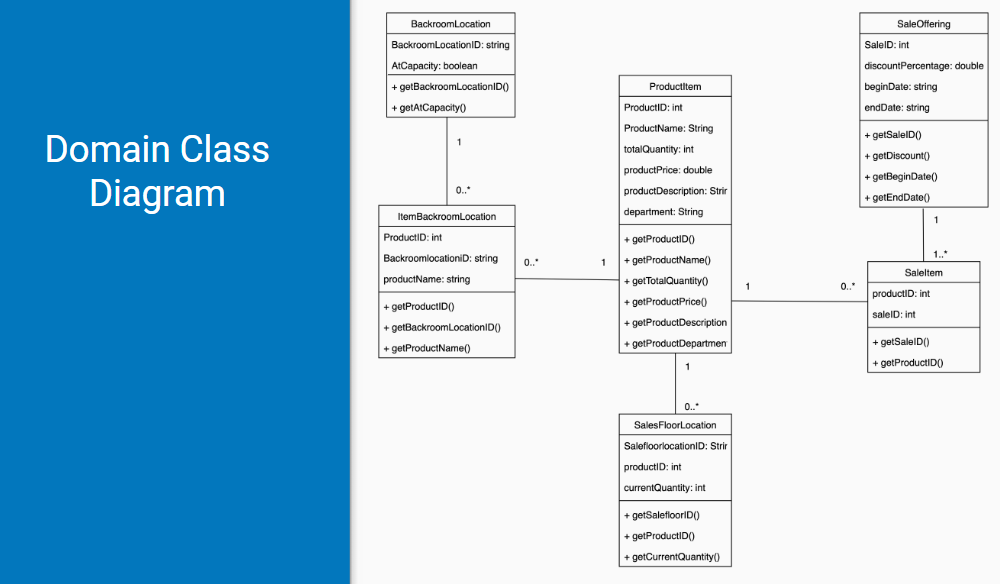 Domain Class
Diagram
BackroomLocation
BackroomLocationID: string
AtCapacity: boolean
+ getBackroomLocationID()
+ getAtCapacity()
1
0..*
ItemBackroomLocation
ProductID: int
BackroomlocationID: string
productName: string
+ getProductID()
+ getBackroomLocationID()
+ getProductName()
0..*
1
ProductItem
ProductID: int
ProductName: String
totalQuantity: int
productPrice: double
productDescription: Strir
department: String
+ getProductID()
+ getProductName()
+ getTotalQuantity()
+ getProductPrice()
+ getProductDescription
+ getProductDepartmen
1
0..*
SalesFloorLocation
SalefloorlocationID: Strir
productID: int
currentQuantity: int
+ getSalefloorID()
+ getProductID()
+ getCurrentQuantity()
1
0..*
SaleOffering
SaleID: int
discountPercentage: double
beginDate: string
endDate: string
+ getSaleID()
+ getDiscount()
+ getBeginDate()
+ getEndDate()
1
1..*
SaleItem
productID: int
saleID: int
+ getSaleID()
+ getProductID()